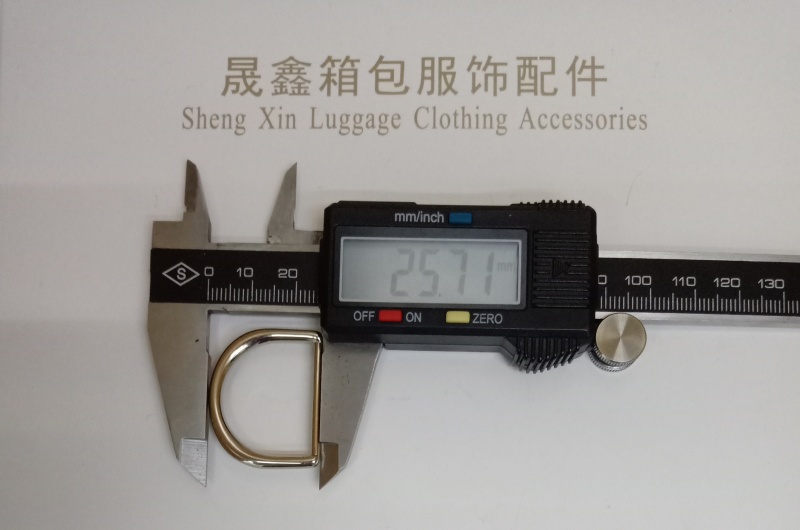 晟鑫箱包服饰配件
Sheng Xin Luggage Clothing Accessories
mm/inch
25.71 mm
S 0 10 20
100 110 120 130
OFF ON ZERO